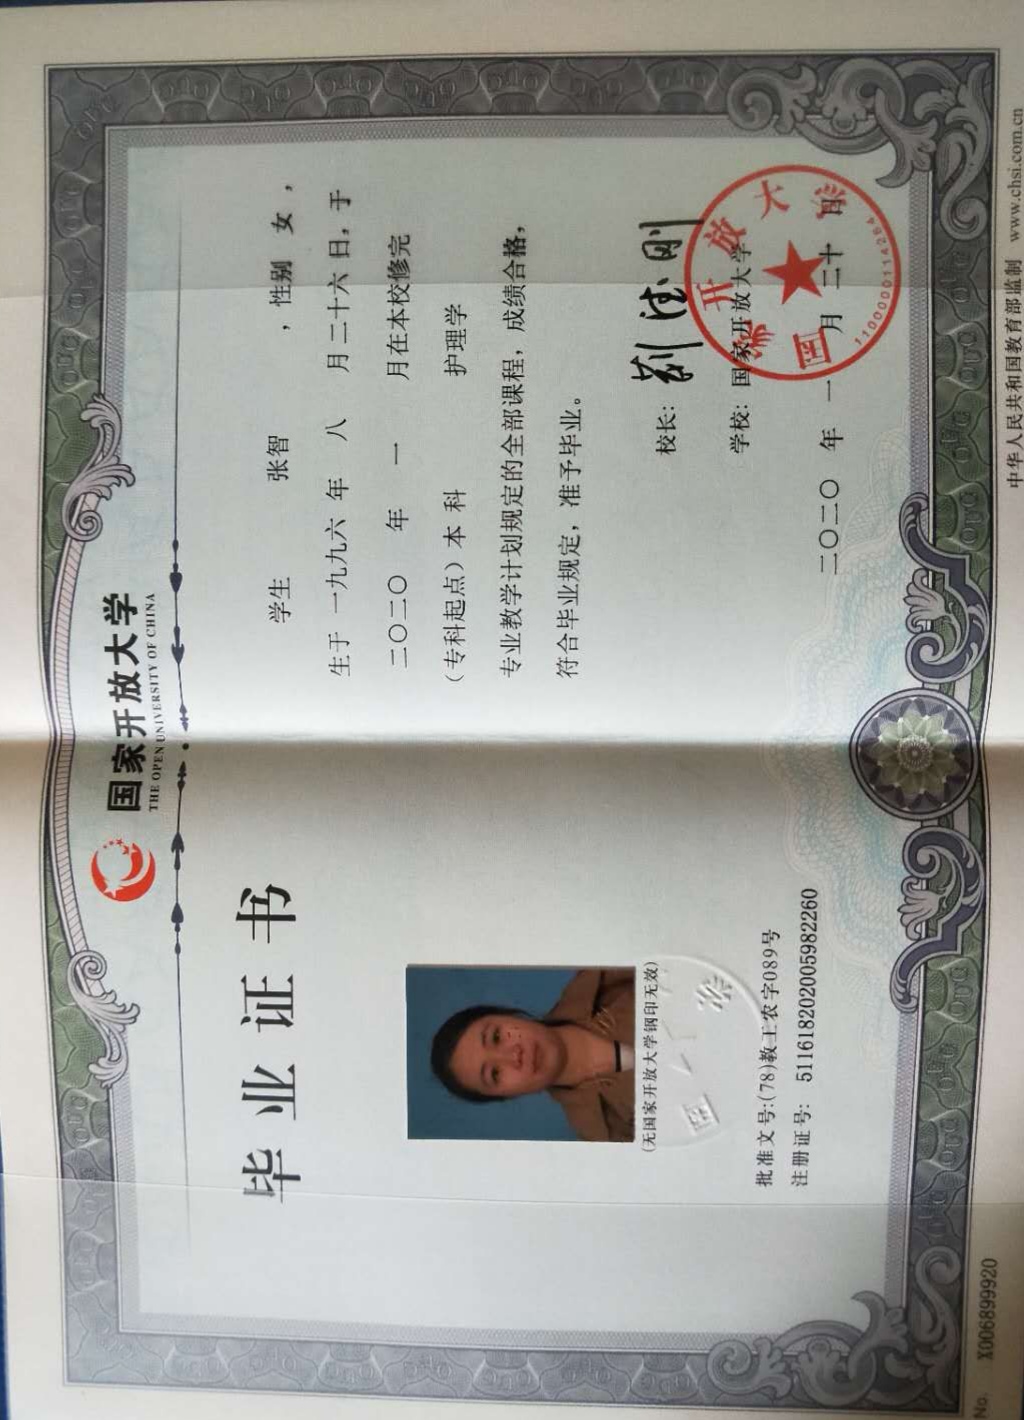 国家开放大学
THE OPEN UNIVERSITY OF CHINA
毕业证书
(无国家开放大学钢印无效)
批准文号:(78)教工农字089号
注册证号: 511618202005982260
学生 张智 ,性别 女,
生于 一九九六 年 八 月 二十六 日,于
二〇二〇 年 一 月在本校修完
(专科起点)本 科 护理学
专业教学计划规定的全部课程,成绩合格,
符合毕业规定,准予毕业。
校长:
学校: 国家开放大学
二〇二〇 年 一 月 二十 日
国家开放大学
1100000114264
No. X006899920
中华人民共和国教育部监制 www.chsi.com.cn